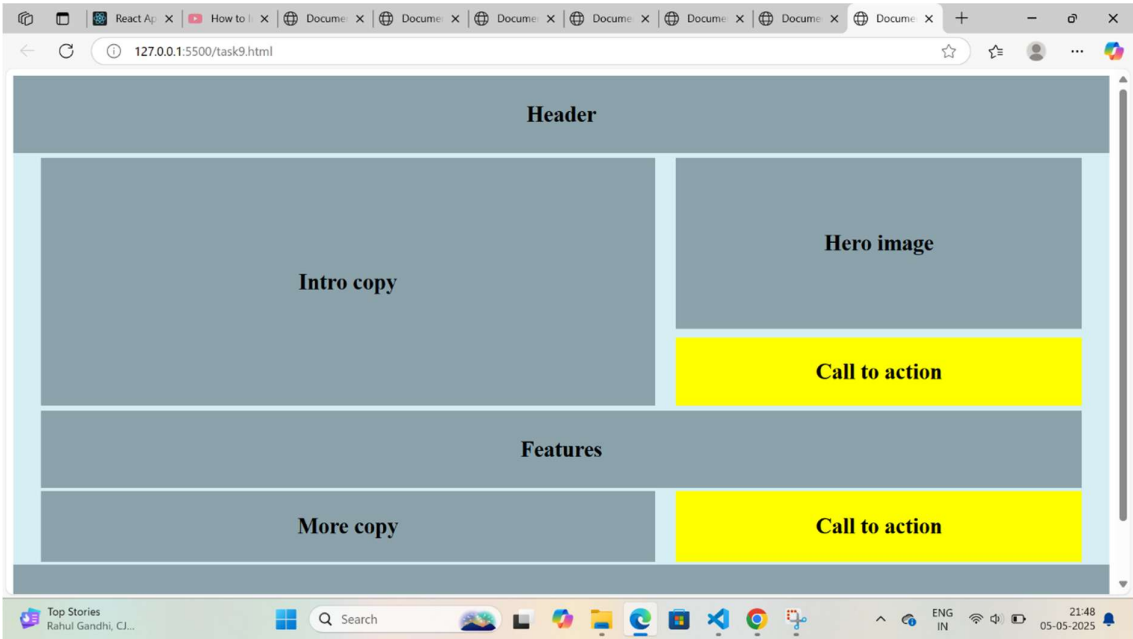 React Ap
How to
Docume
Docume
Docume
Docume
Docume
Docume
Docume
127.0.0.1:5500/task9.html
Header
Intro copy
Hero image
Call to action
Features
More copy
Call to action
Top Stories
Rahul Gandhi, CJ...
Search
ENG
IN
21:48
05-05-2025